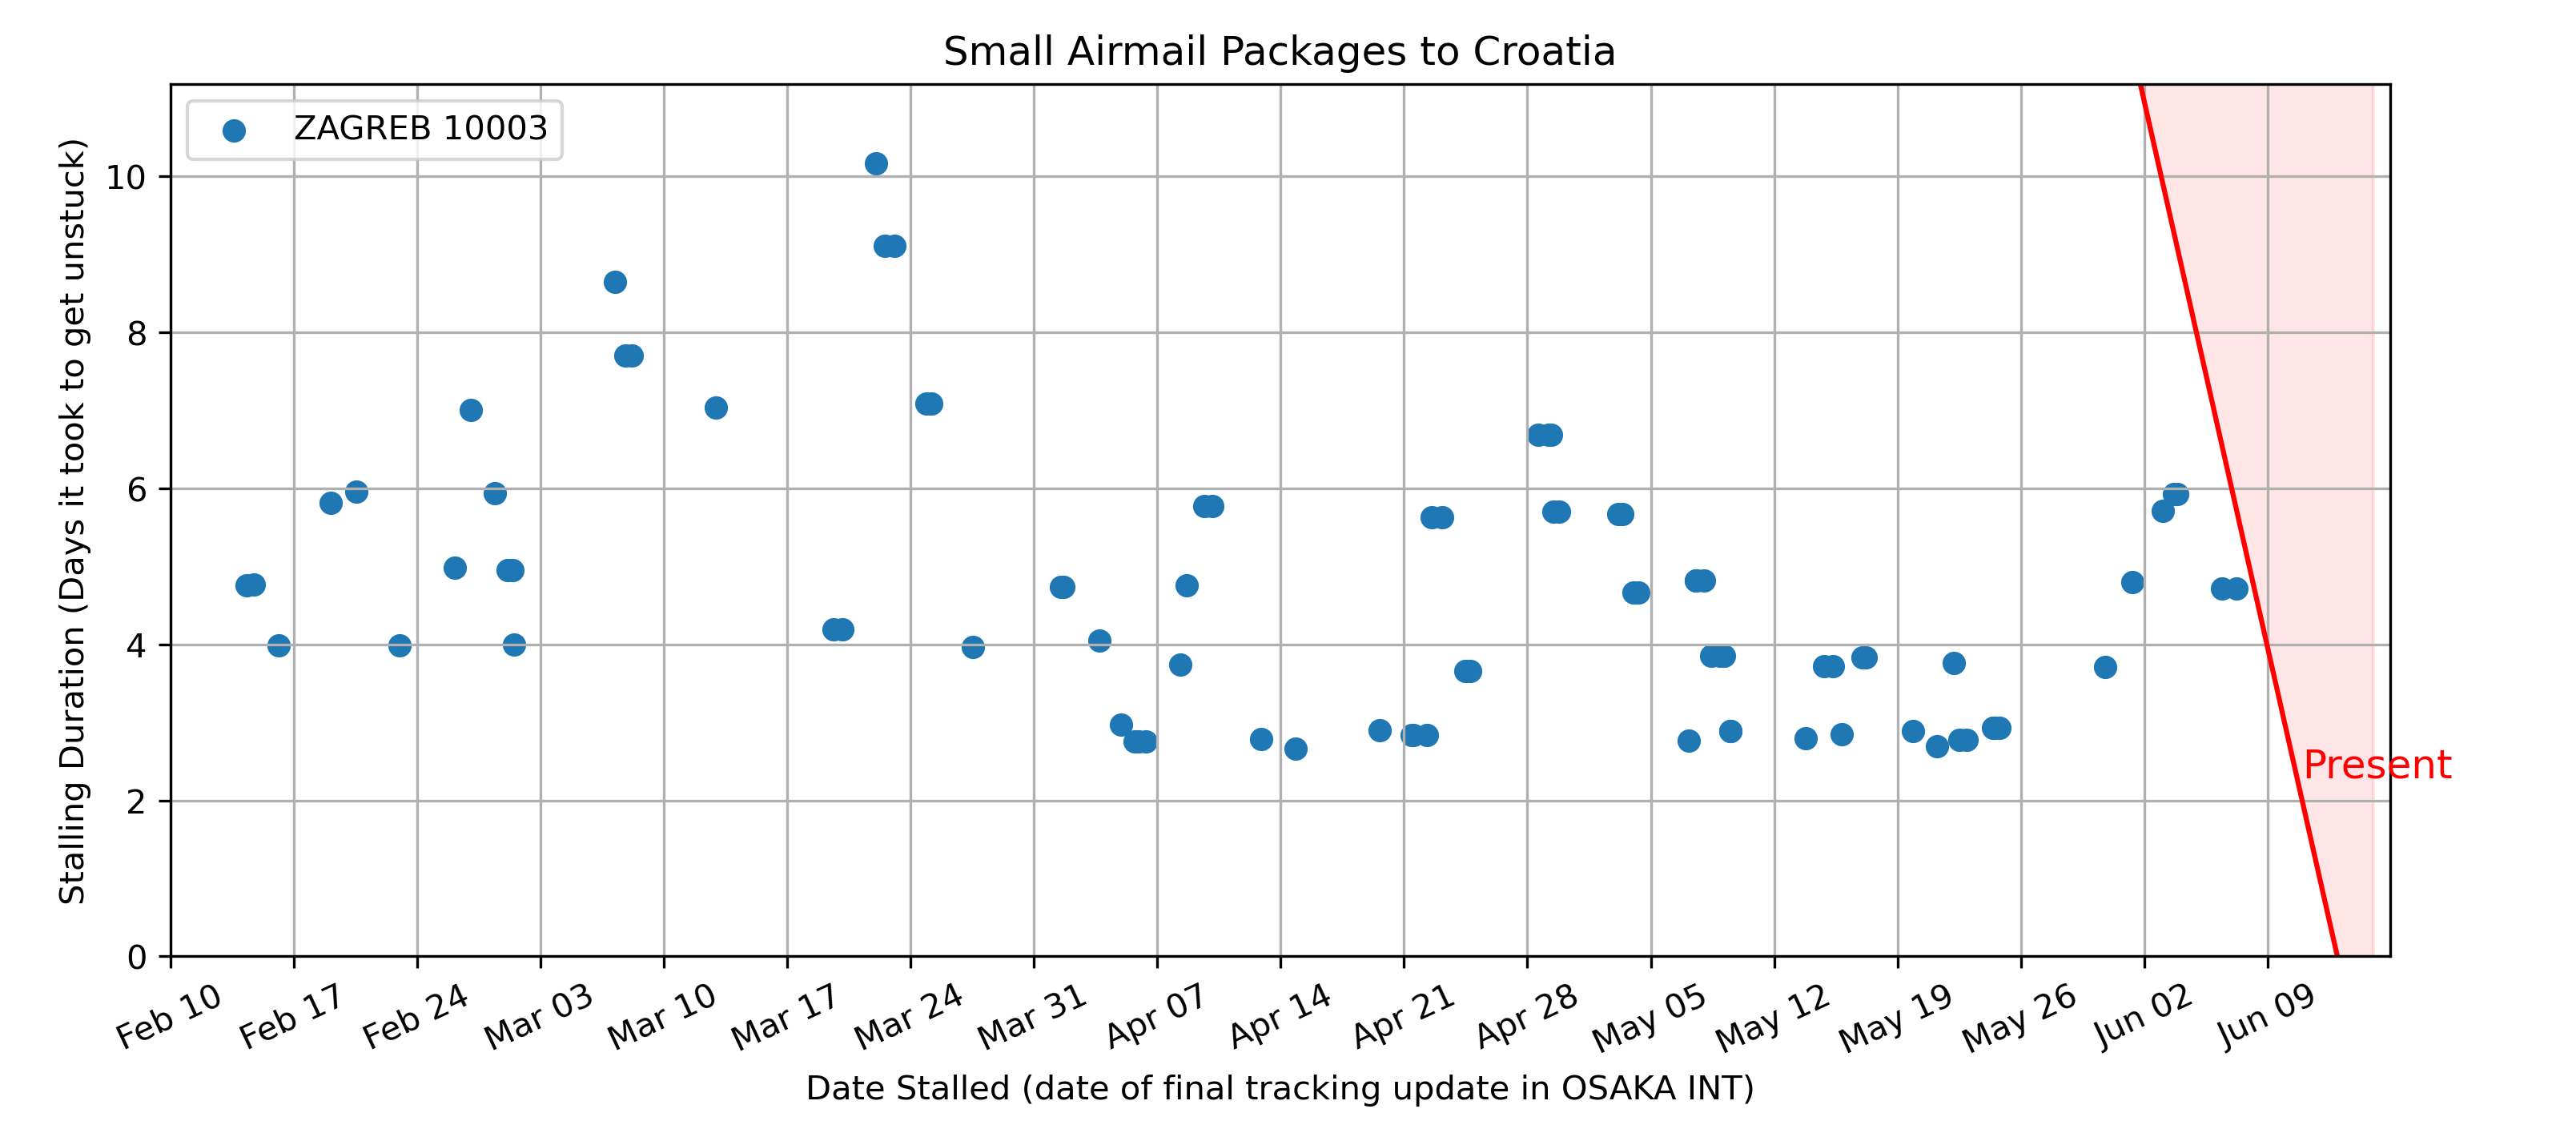 Small Airmail Packages to Croatia
ZAGREB 10003
Stalling Duration (Days it took to get unstuck)
10
8
6
4
2
0
Present
Feb 10
Feb 17
Feb 24
Mar 03
Mar 10
Mar 17
Mar 24
Mar 31
Apr 07
Apr 14
Apr 21
Apr 28
May 05
May 12
May 19
May 26
Jun 02
Jun 09
Date Stalled (date of final tracking update in OSAKA INT)